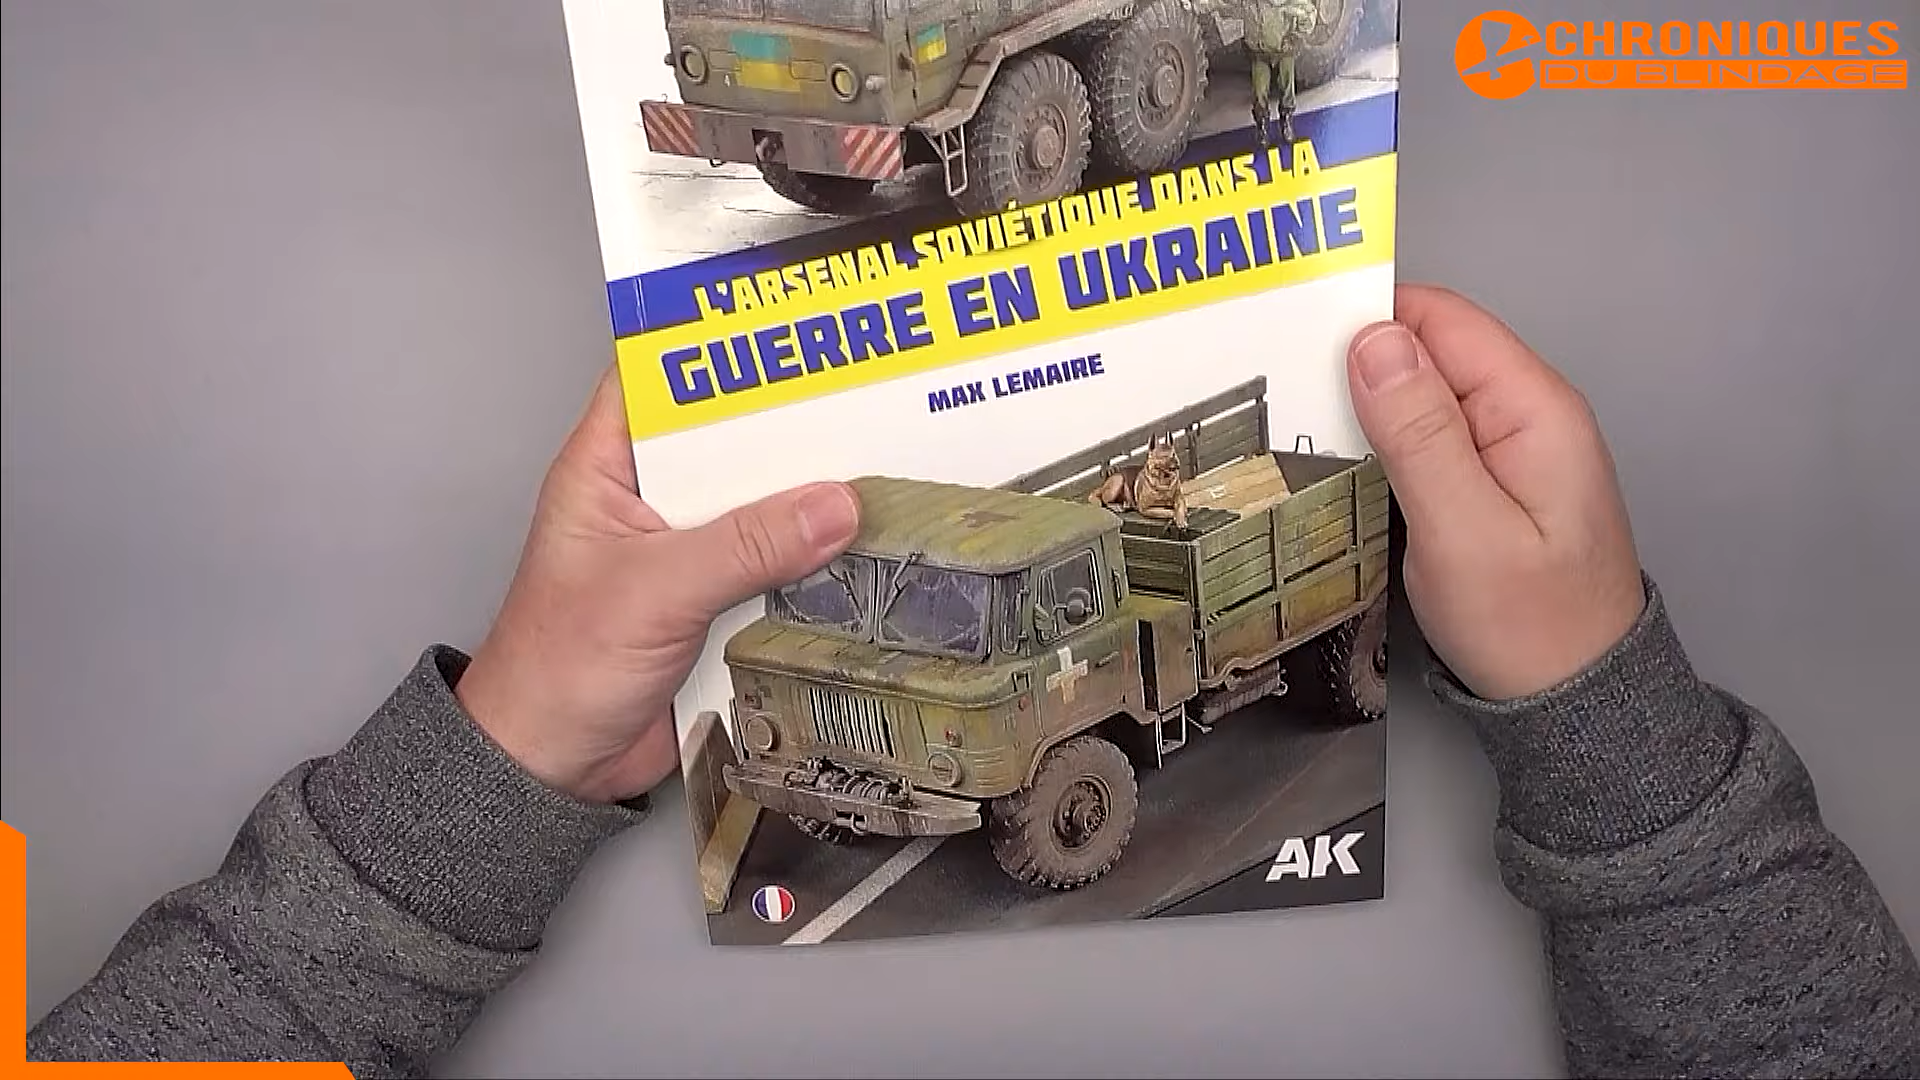 CHRONIQUES
DU BLINDAGE
L'ARSENAL SOVIÉTIQUE DANS LA
GUERRE EN UKRAINE
MAX LEMAIRE
AK